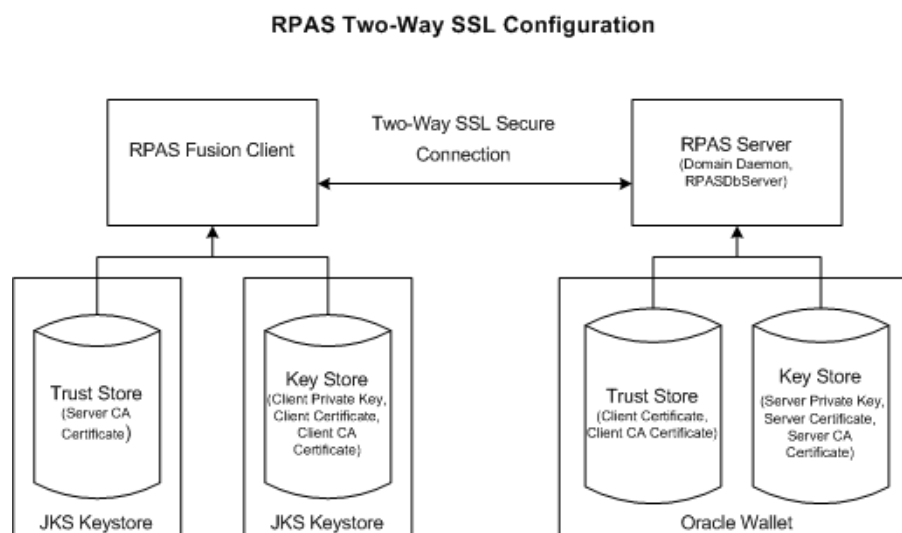 RPAS Two-Way SSL Configuration
RPAS Fusion Client
Two-Way SSL Secure
Connection
RPAS Server
(Domain Daemon,
RPASDbServer)
Trust Store
(Server CA
Certificate)
Key Store
(Client Private Key,
Client Certificate,
Client CA
Certificate)
Trust Store
(Client Certificate,
Client CA Certificate)
Key Store
(Server Private Key,
Server Certificate,
Server CA
Certificate)
JKS Keystore
JKS Keystore
Oracle Wallet